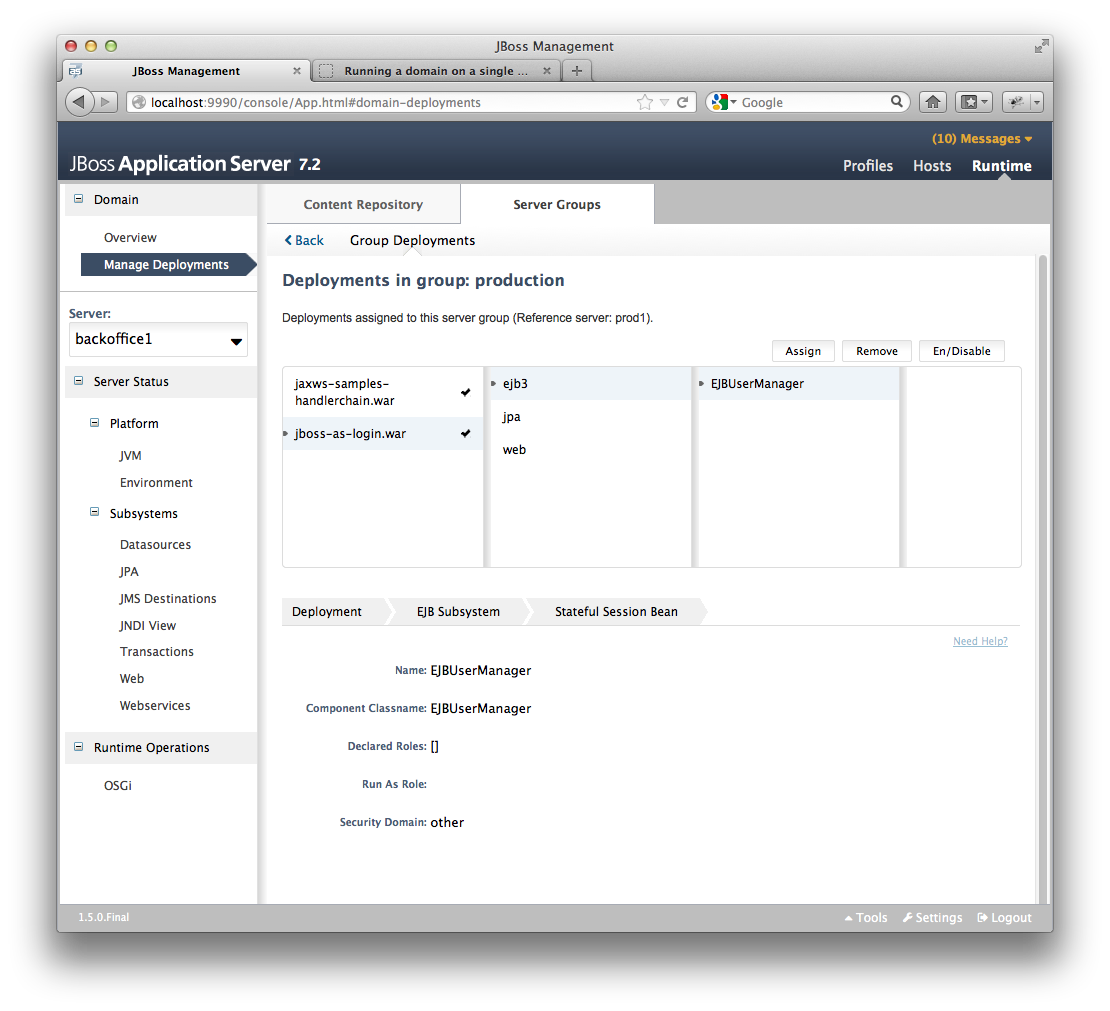 JBoss Management
JBoss Management
Running a domain on a single ...
localhost:9990/console/App.html#domain-deployments
Google
(10) Messages
JBoss Application Server 7.2
Profiles Hosts Runtime
Domain
Overview
Manage Deployments
Server:
backoffice1
Server Status
Platform
JVM
Environment
Subsystems
Datasources
JPA
JMS Destinations
JNDI View
Transactions
Web
Webservices
Runtime Operations
OSGi
Content Repository Server Groups
Back Group Deployments
Deployments in group: production
Deployments assigned to this server group (Reference server: prod1).
Assign Remove En/Disable
jaxws-samples-
handlerchain.war
jboss-as-login.war
ejb3
jpa
web
EJBUserManager
Deployment EJB Subsystem Stateful Session Bean
Need Help?
Name: EJBUserManager
Component Classname: EJBUserManager
Declared Roles: []
Run As Role:
Security Domain: other
1.5.0.Final
Tools Settings Logout